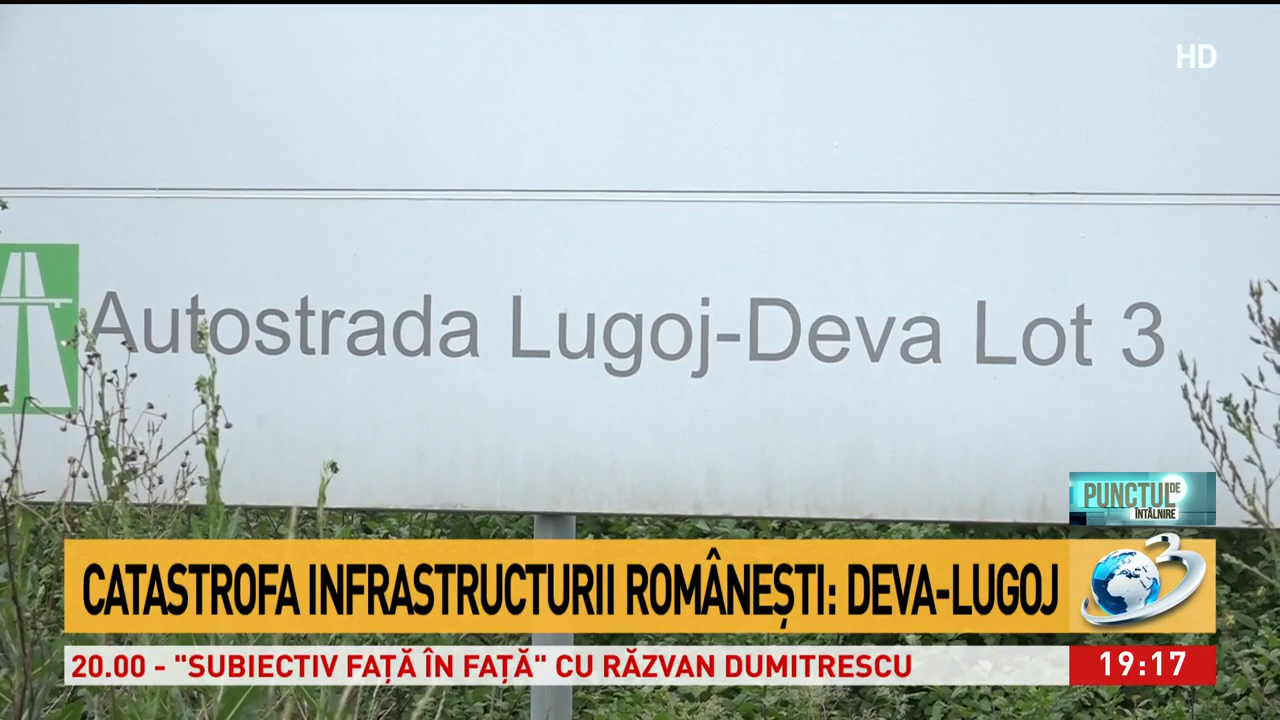 HD
Autostrada Lugoj-Deva Lot 3
PUNCTUL DE
ÎNTÂLNIRE
CATASTROFA INFRASTRUCTURII ROMÂNEȘTI: DEVA-LUGOJ
3
20.00 - "SUBIECTIV FAȚĂ ÎN FAȚĂ" CU RĂZVAN DUMITRESCU
19:17